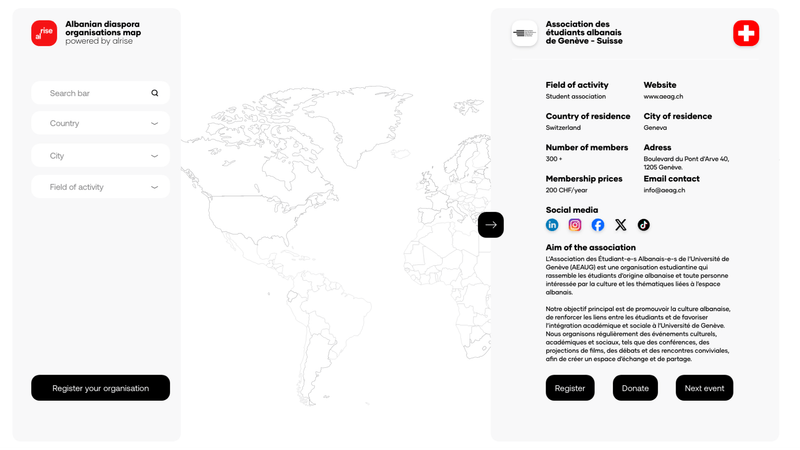 alrise
Albanian diaspora
organisations map
powered by alrise
Search bar
Country
City
Field of activity
Register your organisation
Association des
étudiants albanais
de Genève - Suisse
Field of activity
Student association
Website
www.aeag.ch
Country of residence
Switzerland
City of residence
Geneva
Number of members
300 +
Adress
Boulevard du Pont d'Arve 40,
1205 Genève.
Membership prices
200 CHF/year
Email contact
info@aeag.ch
Social media
Aim of the association
L'Association des Étudiant-e-s Albanais-e-s de l'Université de
Genève (AEAUG) est une organisation estudiantine qui
rassemble les étudiants d'origine albanaise et toute personne
intéressée par la culture et les thématiques liées à l'espace
albanais.
Notre objectif principal est de promouvoir la culture albanaise,
de renforcer les liens entre les étudiants et de favoriser
l'intégration académique et sociale à l'Université de Genève.
Nous organisons régulièrement des événements culturels,
académiques et sociaux, tels que des conférences, des
projections de films, des débats et des rencontres conviviales,
afin de créer un espace d'échange et de partage.
Register
Donate
Next event